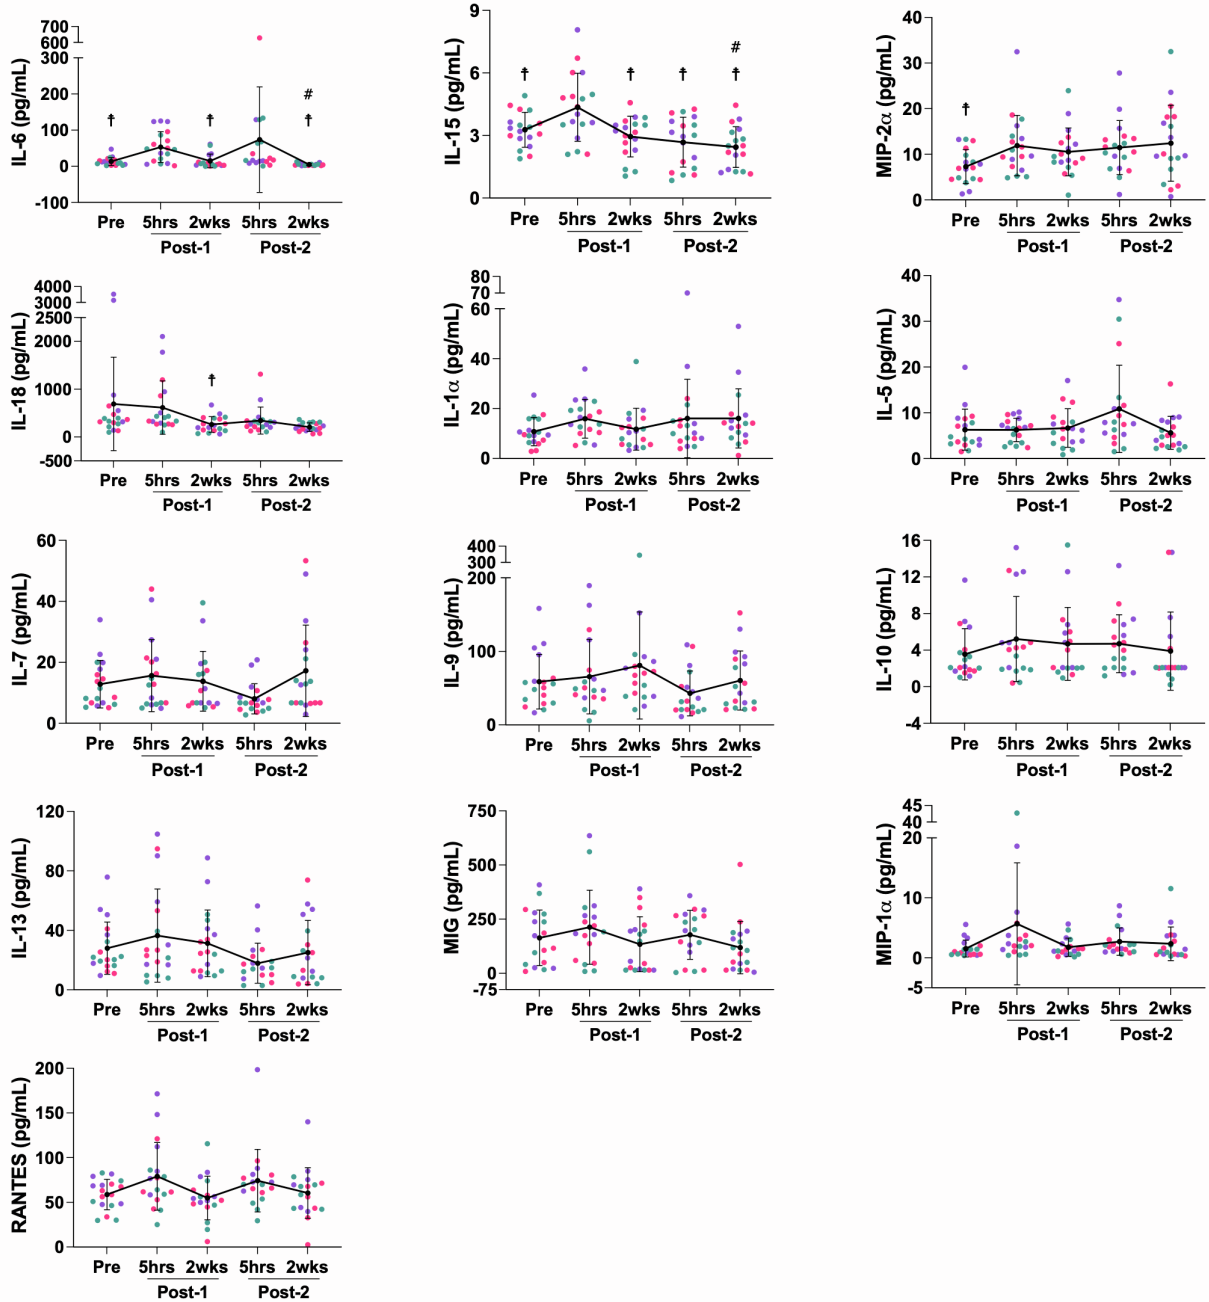 IL-6 (pg/mL)
700
600
300
200
100
0
-100
☨ ☨ # ☨
Pre 5hrs 2wks 5hrs 2wks
Post-1 Post-2
IL-15 (pg/mL)
9
6
3
0
☨ ☨ ☨ # ☨
Pre 5hrs 2wks 5hrs 2wks
Post-1 Post-2
MIP-2α (pg/mL)
40
30
20
10
0
☨
Pre 5hrs 2wks 5hrs 2wks
Post-1 Post-2
IL-18 (pg/mL)
4000
3000
2500
2000
1000
0
-500
☨
Pre 5hrs 2wks 5hrs 2wks
Post-1 Post-2
IL-1α (pg/mL)
80
70
60
40
20
0
Pre 5hrs 2wks 5hrs 2wks
Post-1 Post-2
IL-5 (pg/mL)
40
30
20
10
0
Pre 5hrs 2wks 5hrs 2wks
Post-1 Post-2
IL-7 (pg/mL)
60
40
20
0
Pre 5hrs 2wks 5hrs 2wks
Post-1 Post-2
IL-9 (pg/mL)
400
300
200
100
0
Pre 5hrs 2wks 5hrs 2wks
Post-1 Post-2
IL-10 (pg/mL)
16
12
8
4
0
-4
Pre 5hrs 2wks 5hrs 2wks
Post-1 Post-2
IL-13 (pg/mL)
120
80
40
0
Pre 5hrs 2wks 5hrs 2wks
Post-1 Post-2
MIG (pg/mL)
750
500
250
0
-75
Pre 5hrs 2wks 5hrs 2wks
Post-1 Post-2
MIP-1α (pg/mL)
45
40
20
10
0
-5
Pre 5hrs 2wks 5hrs 2wks
Post-1 Post-2
RANTES (pg/mL)
200
150
100
50
0
Pre 5hrs 2wks 5hrs 2wks
Post-1 Post-2